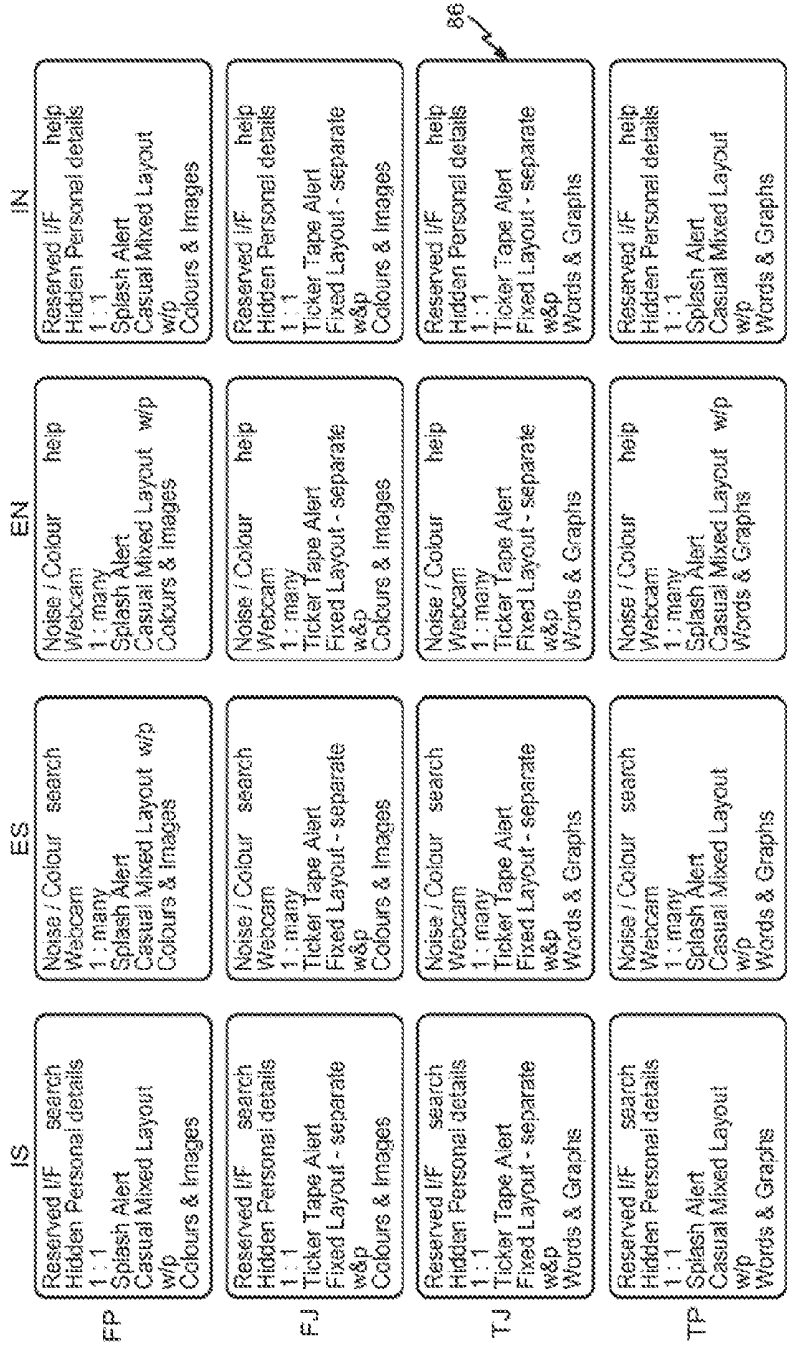 IS
ES
EN
IN
FP
Reserved I/F search
Hidden Personal details
1 : 1
Splash Alert
Casual Mixed Layout
w/p
Colours & Images
Noise / Colour search
Webcam
1 : many
Splash Alert
Casual Mixed Layout w/p
Colours & Images
Noise / Colour help
Webcam
1 : many
Splash Alert
Casual Mixed Layout w/p
Colours & Images
Reserved I/F help
Hidden Personal details
1 : 1
Splash Alert
Casual Mixed Layout
w/p
Colours & Images
FJ
Reserved I/F search
Hidden Personal details
1 : 1
Ticker Tape Alert
Fixed Layout - separate
w&p
Colours & Images
Noise / Colour search
Webcam
1 : many
Ticker Tape Alert
Fixed Layout - separate
w&p
Colours & Images
Noise / Colour help
Webcam
1 : many
Ticker Tape Alert
Fixed Layout - separate
w&p
Colours & Images
Reserved I/F help
Hidden Personal details
1 : 1
Ticker Tape Alert
Fixed Layout - separate
w&p
Colours & Images
TJ
Reserved I/F search
Hidden Personal details
1 : 1
Ticker Tape Alert
Fixed Layout - separate
w&p
Words & Graphs
Noise / Colour search
Webcam
1 : many
Ticker Tape Alert
Fixed Layout - separate
w&p
Words & Graphs
Noise / Colour help
Webcam
1 : many
Ticker Tape Alert
Fixed Layout - separate
w&p
Words & Graphs
Reserved I/F help
Hidden Personal details
1 : 1
Ticker Tape Alert
Fixed Layout - separate
w&p
Words & Graphs
86
TP
Reserved I/F search
Hidden Personal details
1 : 1
Splash Alert
Casual Mixed Layout
w/p
Words & Graphs
Noise / Colour search
Webcam
1 : many
Splash Alert
Casual Mixed Layout
w/p
Words & Graphs
Noise / Colour help
Webcam
1 : many
Splash Alert
Casual Mixed Layout w/p
Words & Graphs
Reserved I/F help
Hidden Personal details
1 : 1
Splash Alert
Casual Mixed Layout
w/p
Words & Graphs